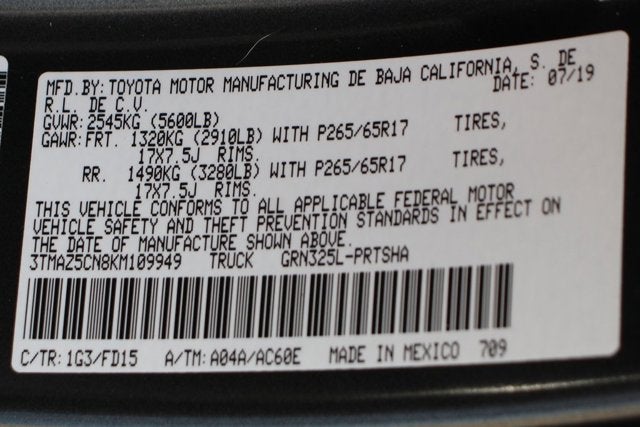 MFD.BY: TOYOTA MOTOR MANUFACTURING DE BAJA CALIFORNIA, S. DE
R.L. DE C.V. DATE: 07/19
GVWR: 2545KG (5600LB)
GAWR: FRT. 1320KG (2910LB) WITH P265/65R17 TIRES,
17X7.5J RIMS.
RR. 1490KG (3280LB) WITH P265/65R17 TIRES,
17X7.5J RIMS.
THIS VEHICLE CONFORMS TO ALL APPLICABLE FEDERAL MOTOR
VEHICLE SAFETY AND THEFT PREVENTION STANDARDS IN EFFECT ON
THE DATE OF MANUFACTURE SHOWN ABOVE.
3TMAZ5CN8KM109949 TRUCK GRN325L-PRTSHA
C/TR: 1G3/FD15 A/TM: A04A/AC60E MADE IN MEXICO 709